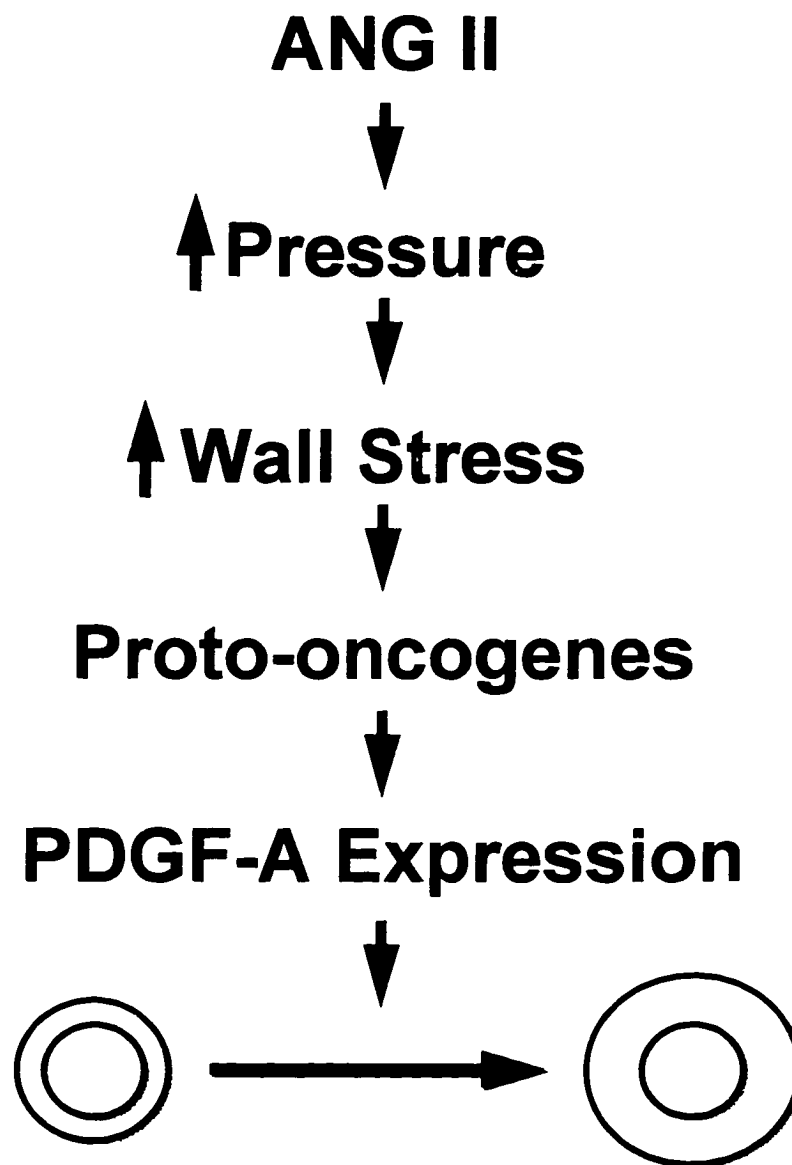 ANG II
Pressure
Wall Stress
Proto-oncogenes
PDGF-A Expression